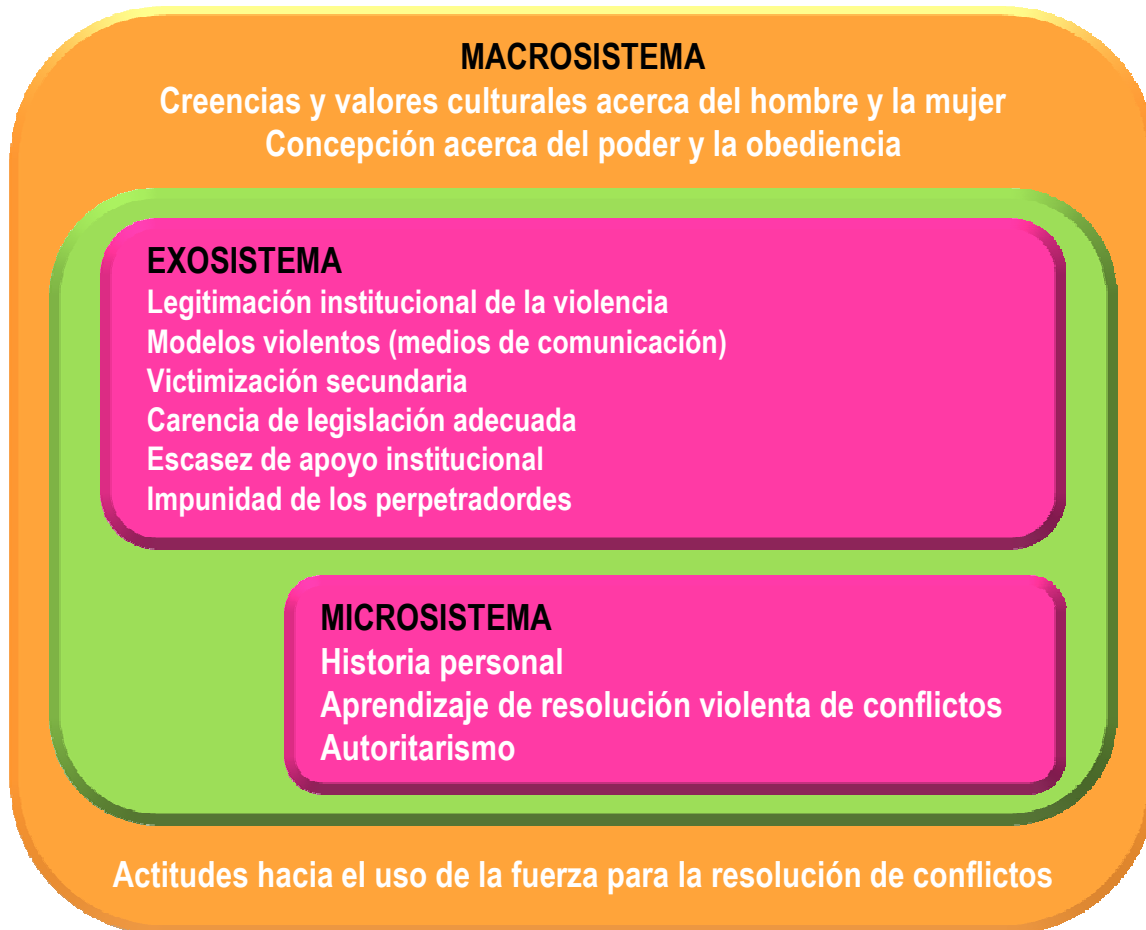 MACROSISTEMA
Creencias y valores culturales acerca del hombre y la mujer
Concepción acerca del poder y la obediencia
EXOSISTEMA
Legitimación institucional de la violencia
Modelos violentos (medios de comunicación)
Victimización secundaria
Carencia de legislación adecuada
Escasez de apoyo institucional
Impunidad de los perpetradordes
MICROSISTEMA
Historia personal
Aprendizaje de resolución violenta de conflictos
Autoritarismo
Actitudes hacia el uso de la fuerza para la resolución de conflictos